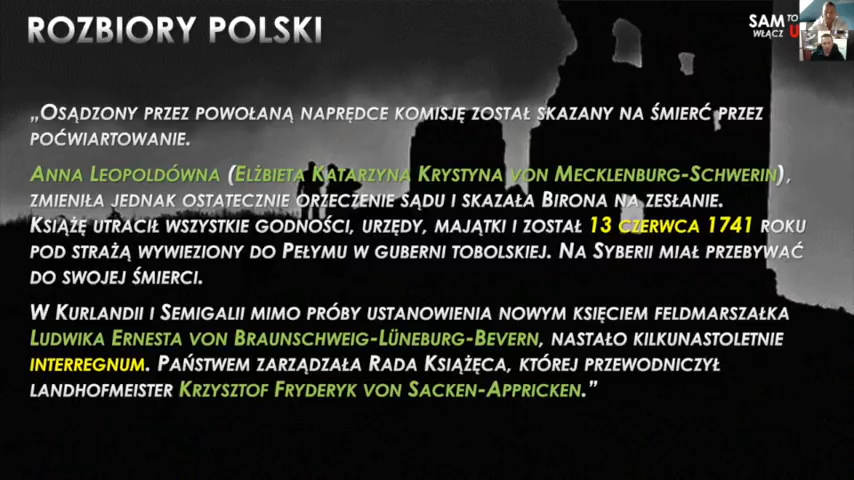 ROZBIORY POLSKI
SAM TO
WŁĄCZ U
„OSĄDZONY PRZEZ POWOŁANĄ NAPRĘDCE KOMISJĘ ZOSTAŁ SKAZANY NA ŚMIERĆ PRZEZ
POĆWIARTOWANIE.
ANNA LEOPOLDÓWNA (ELŻBIETA KATARZYNA KRYSTYNA VON MECKLENBURG-SCHWERIN),
ZMIENIŁA JEDNAK OSTATECZNIE ORZECZENIE SĄDU I SKAZAŁA BIRONA NA ZESŁANIE.
KSIĄŻĘ UTRACIŁ WSZYSTKIE GODNOŚCI, URZĘDY, MAJĄTKI I ZOSTAŁ 13 CZERWCA 1741 ROKU
POD STRAŻĄ WYWIEZIONY DO PEŁYMU W GUBERNI TOBOLSKIEJ. NA SYBERII MIAŁ PRZEBYWAĆ
DO SWOJEJ ŚMIERCI.
W KURLANDII I SEMIGALII MIMO PRÓBY USTANOWIENIA NOWYM KSIĘCIEM FELDMARSZAŁKA
LUDWIKA ERNESTA VON BRAUNSCHWEIG-LÜNEBURG-BEVERN, NASTAŁO KILKUNASTOLETNIE
INTERREGNUM. PAŃSTWEM ZARZĄDZAŁA RADA KSIĄŻĘCA, KTÓREJ PRZEWODNICZYŁ
LANDHOFMEISTER KRZYSZTOF FRYDERYK VON SACKEN-APPRICKEN.”